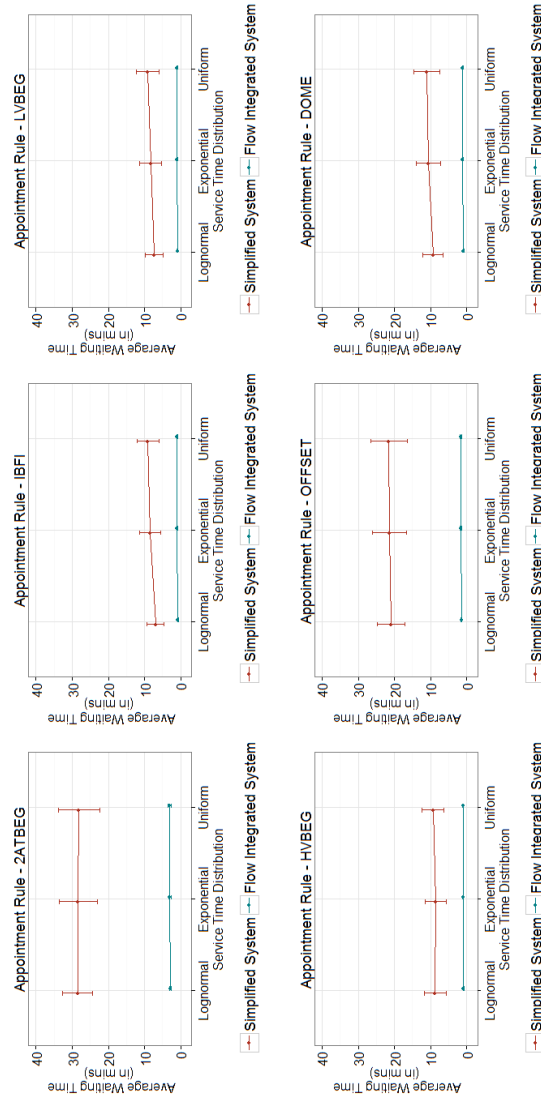 Appointment Rule - 2ATBEG
Average Waiting Time
(in mins)
40
30
20
10
0
Lognormal Exponential Uniform
Service Time Distribution
Simplified System Flow Integrated System
Appointment Rule - IBFI
Average Waiting Time
(in mins)
40
30
20
10
0
Lognormal Exponential Uniform
Service Time Distribution
Simplified System Flow Integrated System
Appointment Rule - LVBEG
Average Waiting Time
(in mins)
40
30
20
10
0
Lognormal Exponential Uniform
Service Time Distribution
Simplified System Flow Integrated System
Appointment Rule - HVBEG
Average Waiting Time
(in mins)
40
30
20
10
0
Lognormal Exponential Uniform
Service Time Distribution
Simplified System Flow Integrated System
Appointment Rule - OFFSET
Average Waiting Time
(in mins)
40
30
20
10
0
Lognormal Exponential Uniform
Service Time Distribution
Simplified System Flow Integrated System
Appointment Rule - DOME
Average Waiting Time
(in mins)
40
30
20
10
0
Lognormal Exponential Uniform
Service Time Distribution
Simplified System Flow Integrated System